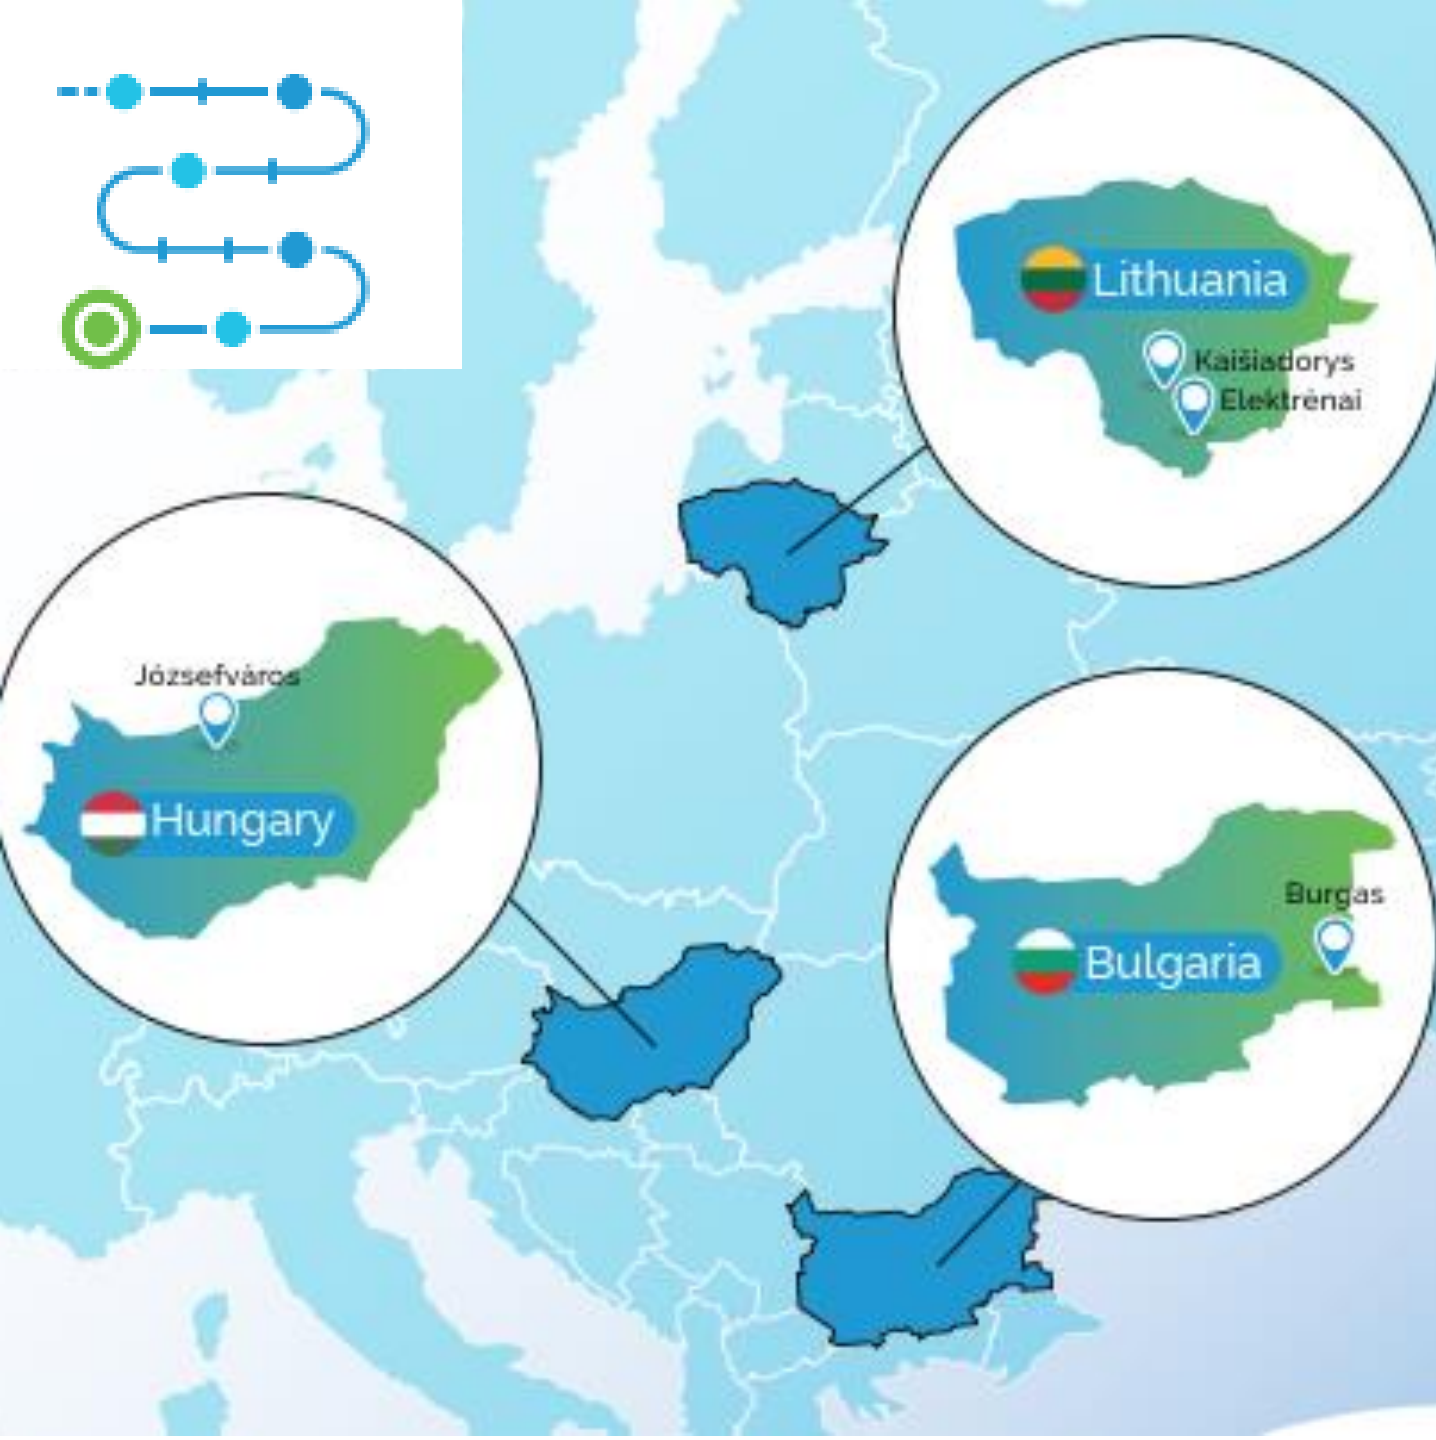 Lithuania
Kaišiadorys
Elektrėnai
Józsefváros
Hungary
Burgas
Bulgaria